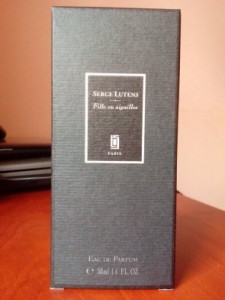 SERGE LUTENS
Fille en aiguilles
PARIS
EAU DE PARFUM
℮ 50ml 1.6 FL. OZ.